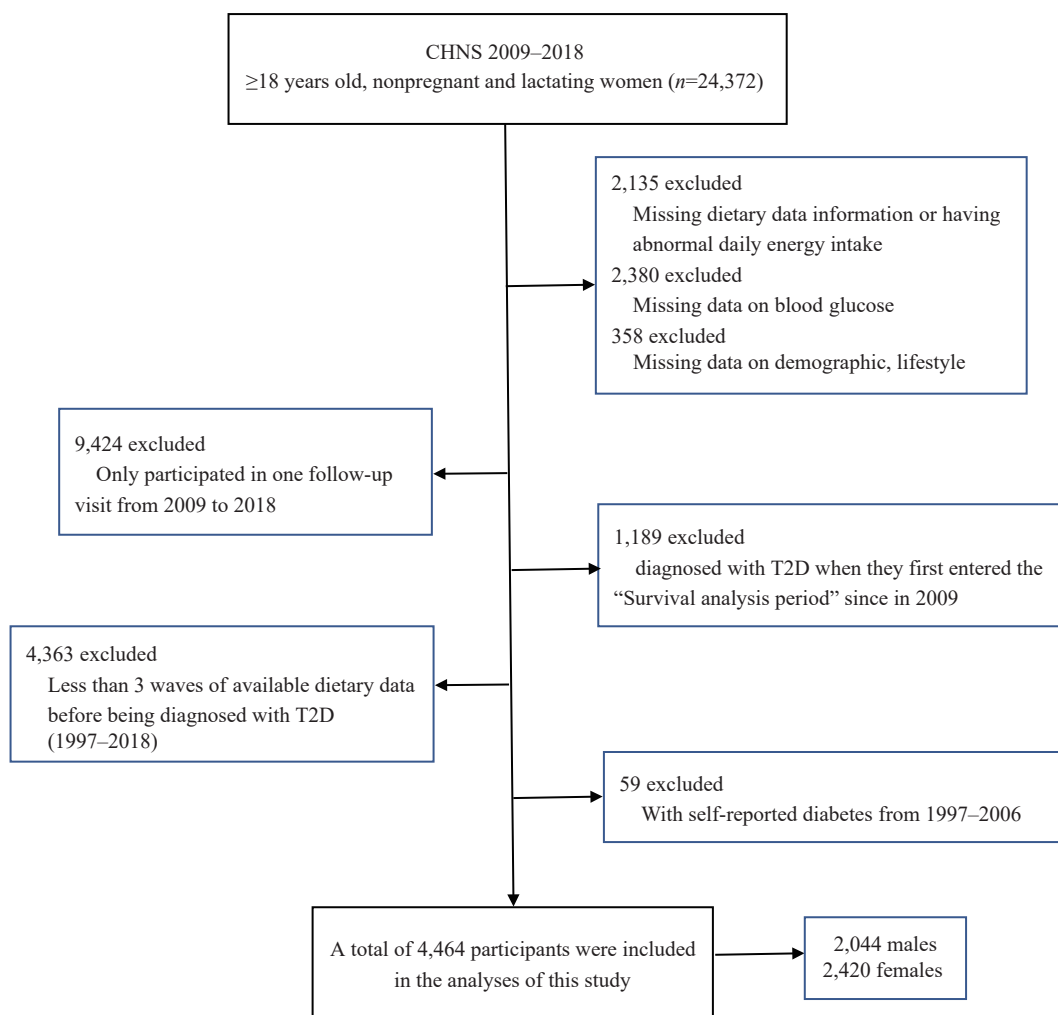 CHNS 2009–2018
≥18 years old, nonpregnant and lactating women (n=24,372)
2,135 excluded
Missing dietary data information or having
abnormal daily energy intake
2,380 excluded
Missing data on blood glucose
358 excluded
Missing data on demographic, lifestyle
9,424 excluded
Only participated in one follow-up
visit from 2009 to 2018
1,189 excluded
diagnosed with T2D when they first entered the
“Survival analysis period” since in 2009
4,363 excluded
Less than 3 waves of available dietary data
before being diagnosed with T2D
(1997–2018)
59 excluded
With self-reported diabetes from 1997–2006
A total of 4,464 participants were included
in the analyses of this study
2,044 males
2,420 females